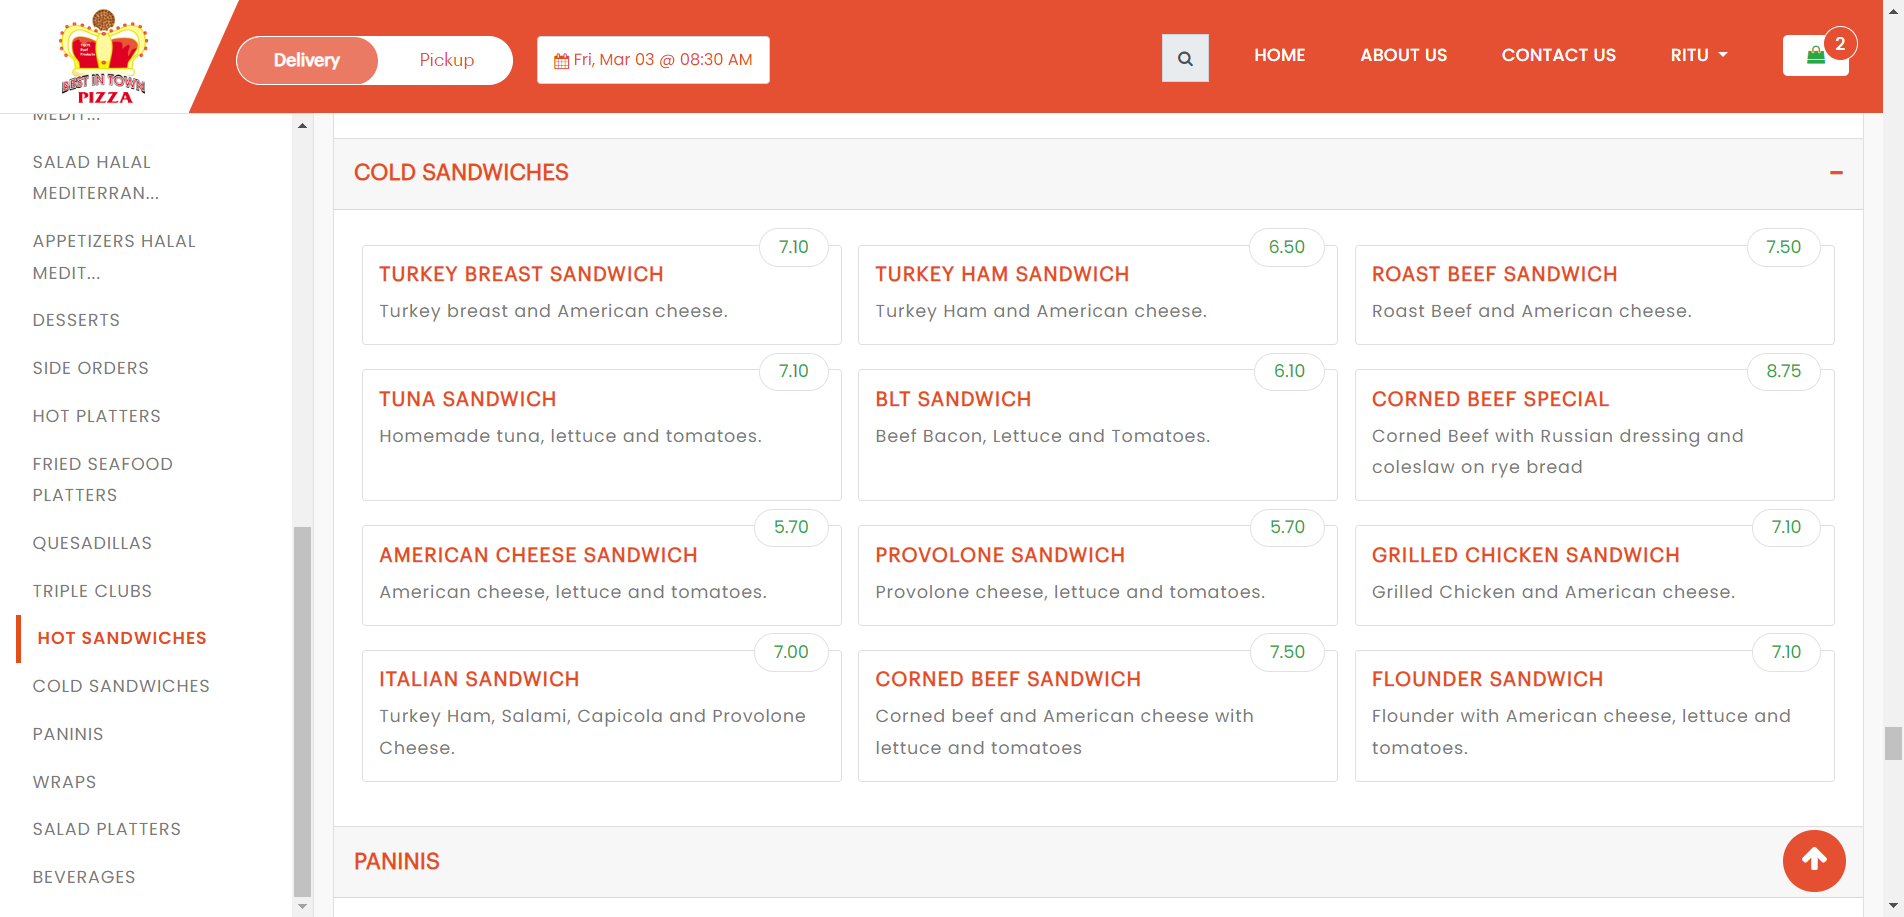 BEST IN TOWN
PIZZA
Delivery
Pickup
Fri, Mar 03 @ 08:30 AM
HOME
ABOUT US
CONTACT US
RITU
2
SALAD HALAL
MEDITERRAN...
APPETIZERS HALAL
MEDIT...
DESSERTS
SIDE ORDERS
HOT PLATTERS
FRIED SEAFOOD
PLATTERS
QUESADILLAS
TRIPLE CLUBS
HOT SANDWICHES
COLD SANDWICHES
PANINIS
WRAPS
SALAD PLATTERS
BEVERAGES
COLD SANDWICHES
7.10
TURKEY BREAST SANDWICH
Turkey breast and American cheese.
6.50
TURKEY HAM SANDWICH
Turkey Ham and American cheese.
7.50
ROAST BEEF SANDWICH
Roast Beef and American cheese.
7.10
TUNA SANDWICH
Homemade tuna, lettuce and tomatoes.
6.10
BLT SANDWICH
Beef Bacon, Lettuce and Tomatoes.
8.75
CORNED BEEF SPECIAL
Corned Beef with Russian dressing and
coleslaw on rye bread
5.70
AMERICAN CHEESE SANDWICH
American cheese, lettuce and tomatoes.
5.70
PROVOLONE SANDWICH
Provolone cheese, lettuce and tomatoes.
7.10
GRILLED CHICKEN SANDWICH
Grilled Chicken and American cheese.
7.00
ITALIAN SANDWICH
Turkey Ham, Salami, Capicola and Provolone
Cheese.
7.50
CORNED BEEF SANDWICH
Corned beef and American cheese with
lettuce and tomatoes
7.10
FLOUNDER SANDWICH
Flounder with American cheese, lettuce and
tomatoes.
PANINIS